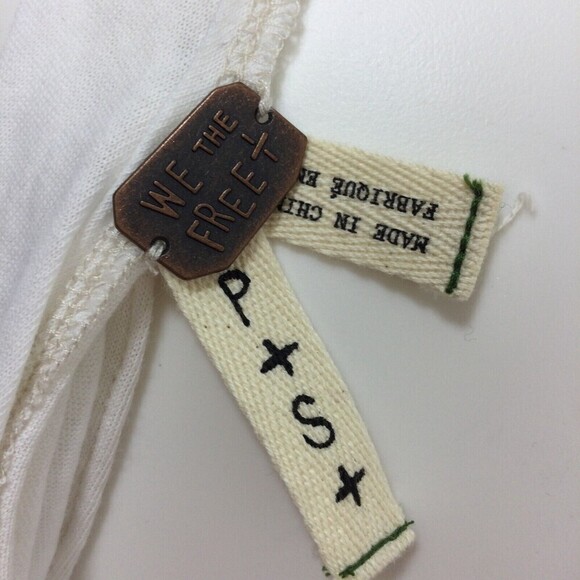 WE THE
FREE
MADE IN
FABRIQUÉ
P
S